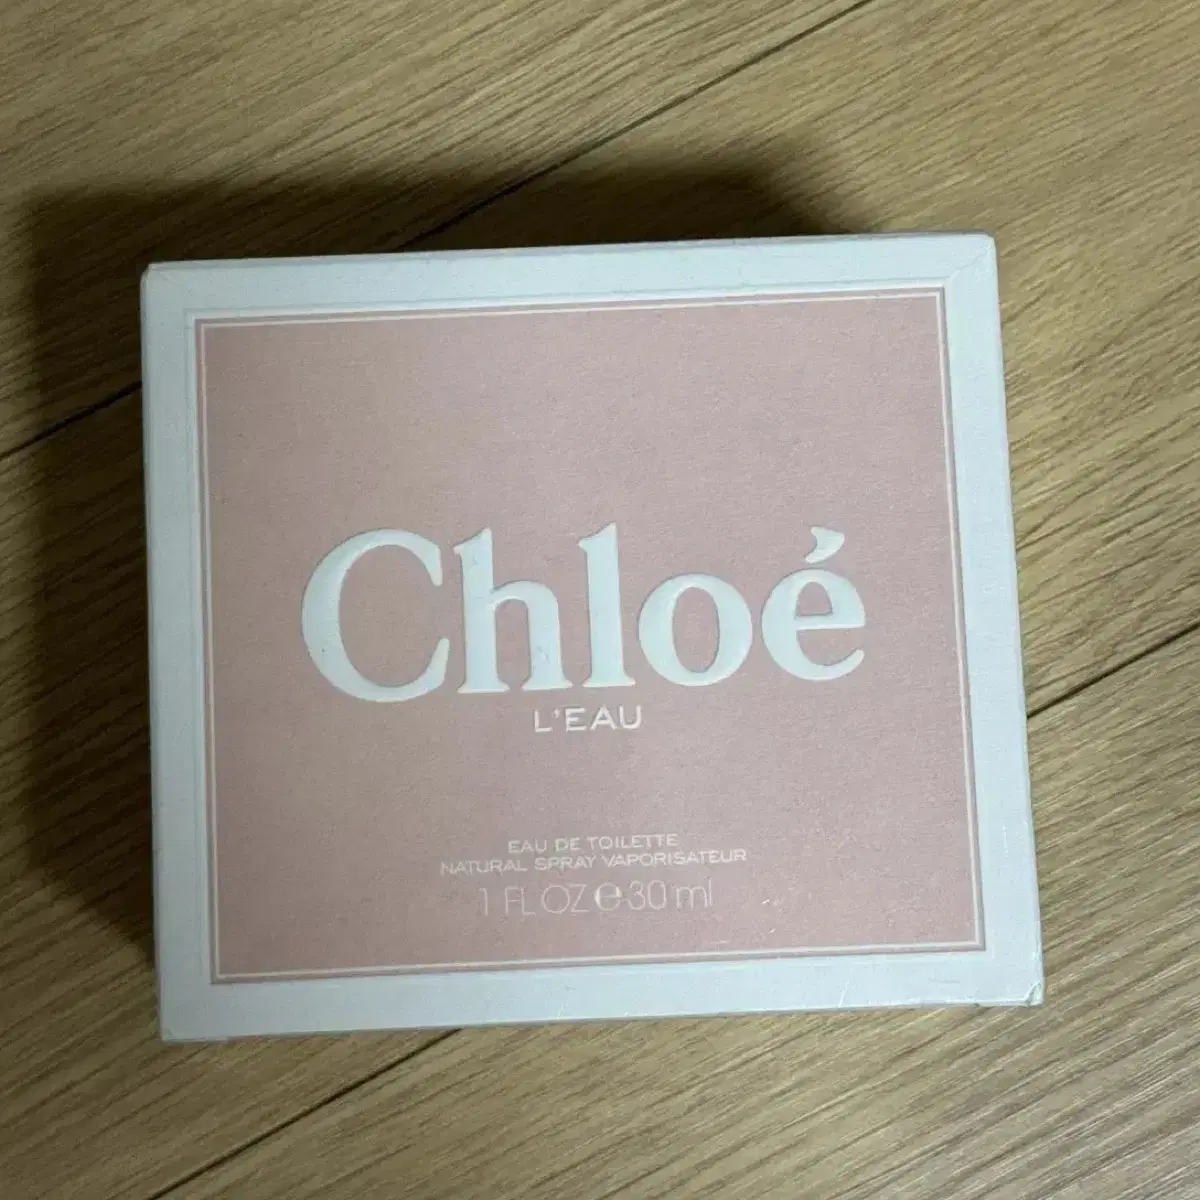 Chloé
L'EAU
EAU DE TOILETTE
NATURAL SPRAY VAPORISATEUR
1 FL OZ ℮ 30 ml